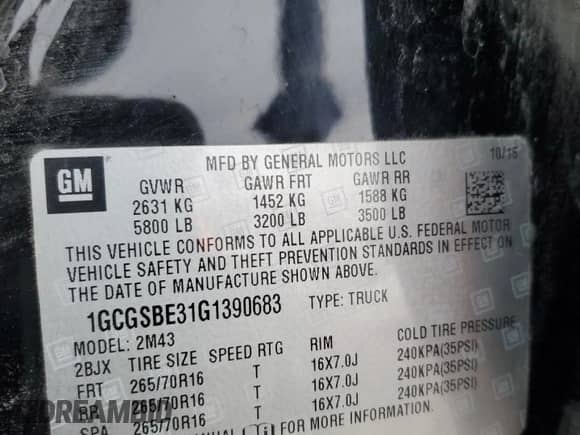 MFD BY GENERAL MOTORS LLC 10/15
GM
GVWR GAWR FRT GAWR RR
2631 KG 1452 KG 1588 KG
5800 LB 3200 LB 3500 LB
THIS VEHICLE CONFORMS TO ALL APPLICABLE U.S. FEDERAL MOTOR
VEHICLE SAFETY AND THEFT PREVENTION STANDARDS IN EFFECT ON
THE DATE OF MANUFACTURE SHOWN ABOVE.
1GCGSBE31G1390683 TYPE: TRUCK
MODEL: 2M43
2BJX TIRE SIZE SPEED RTG RIM COLD TIRE PRESSURE
FRT 265/70R16 T 16X7.0J 240KPA(35PSI)
RR 265/70R16 T 16X7.0J 240KPA(35PSI)
SPA 265/70R16 T 16X7.0J 240KPA(35PSI)
MANUAL FOR MORE INFORMATION.